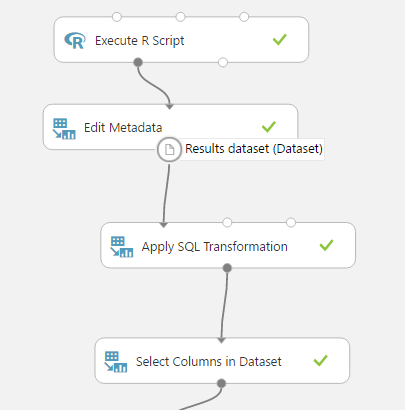 Execute R Script
Edit Metadata
Results dataset (Dataset)
Apply SQL Transformation
Select Columns in Dataset